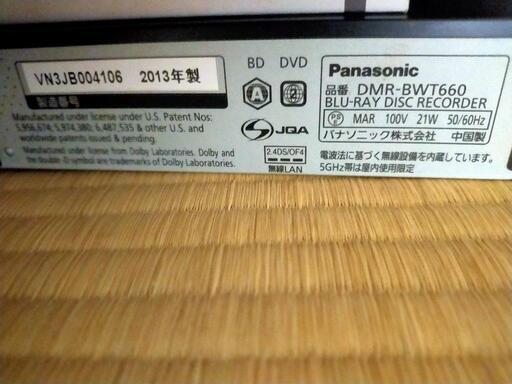 VN3JB004106 2013年製
製造番号
Manufactured under license under U.S. Patent Nos:
5,956,674; 5,974,380; 6,487,535 & other U.S. and
worldwide patents issued & pending.
Manufactured under license from Dolby Laboratories. Dolby and
the double-D symbol are trademarks of Dolby Laboratories.
BD DVD
A 2
JQA
2.4DS/OF4
無線LAN
Panasonic
品番 DMR-BWT660
BLU-RAY DISC RECORDER
PS MAR 100V 21W 50/60Hz
パナソニック株式会社 中国製
電波法に基づく無線設備を内蔵しています。
5GHz帯は屋内使用限定